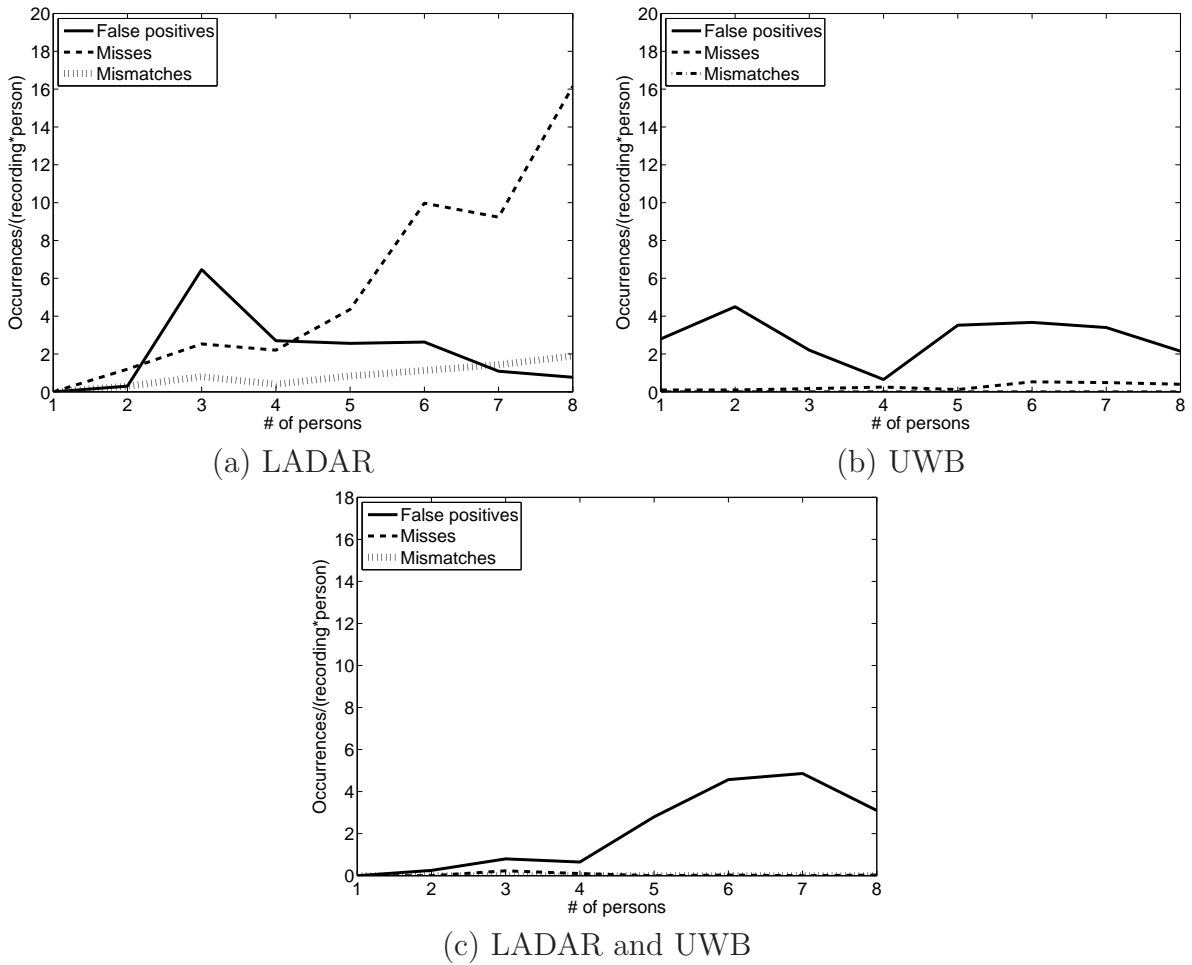 20
18
16
14
12
10
8
6
4
2
0
Occurrences/(recording*person)
False positives
Misses
Mismatches
1 2 3 4 5 6 7 8
# of persons
(a) LADAR
20
18
16
14
12
10
8
6
4
2
0
Occurrences/(recording*person)
False positives
Misses
Mismatches
1 2 3 4 5 6 7 8
# of persons
(b) UWB
18
16
14
12
10
8
6
4
2
0
Occurrences/(recording*person)
False positives
Misses
Mismatches
1 2 3 4 5 6 7 8
# of persons
(c) LADAR and UWB